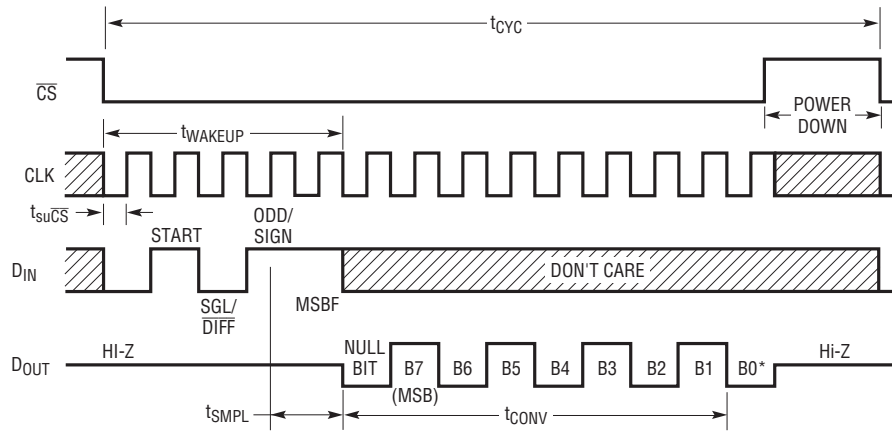 tCYC
CS
POWER
DOWN
tWAKEUP
CLK
tsuCS
START
ODD/
SIGN
DIN
DON'T CARE
SGL/
DIFF
MSBF
DOUT
HI-Z
NULL
BIT
B7
(MSB)
B6
B5
B4
B3
B2
B1
B0*
Hi-Z
tSMPL
tCONV